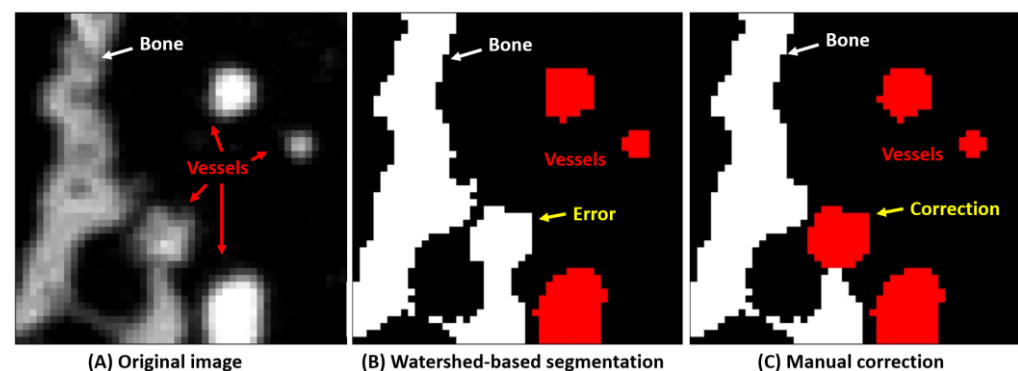 Bone
Vessels
(A) Original image
Bone
Vessels
Error
(B) Watershed-based segmentation
Bone
Vessels
Correction
(C) Manual correction